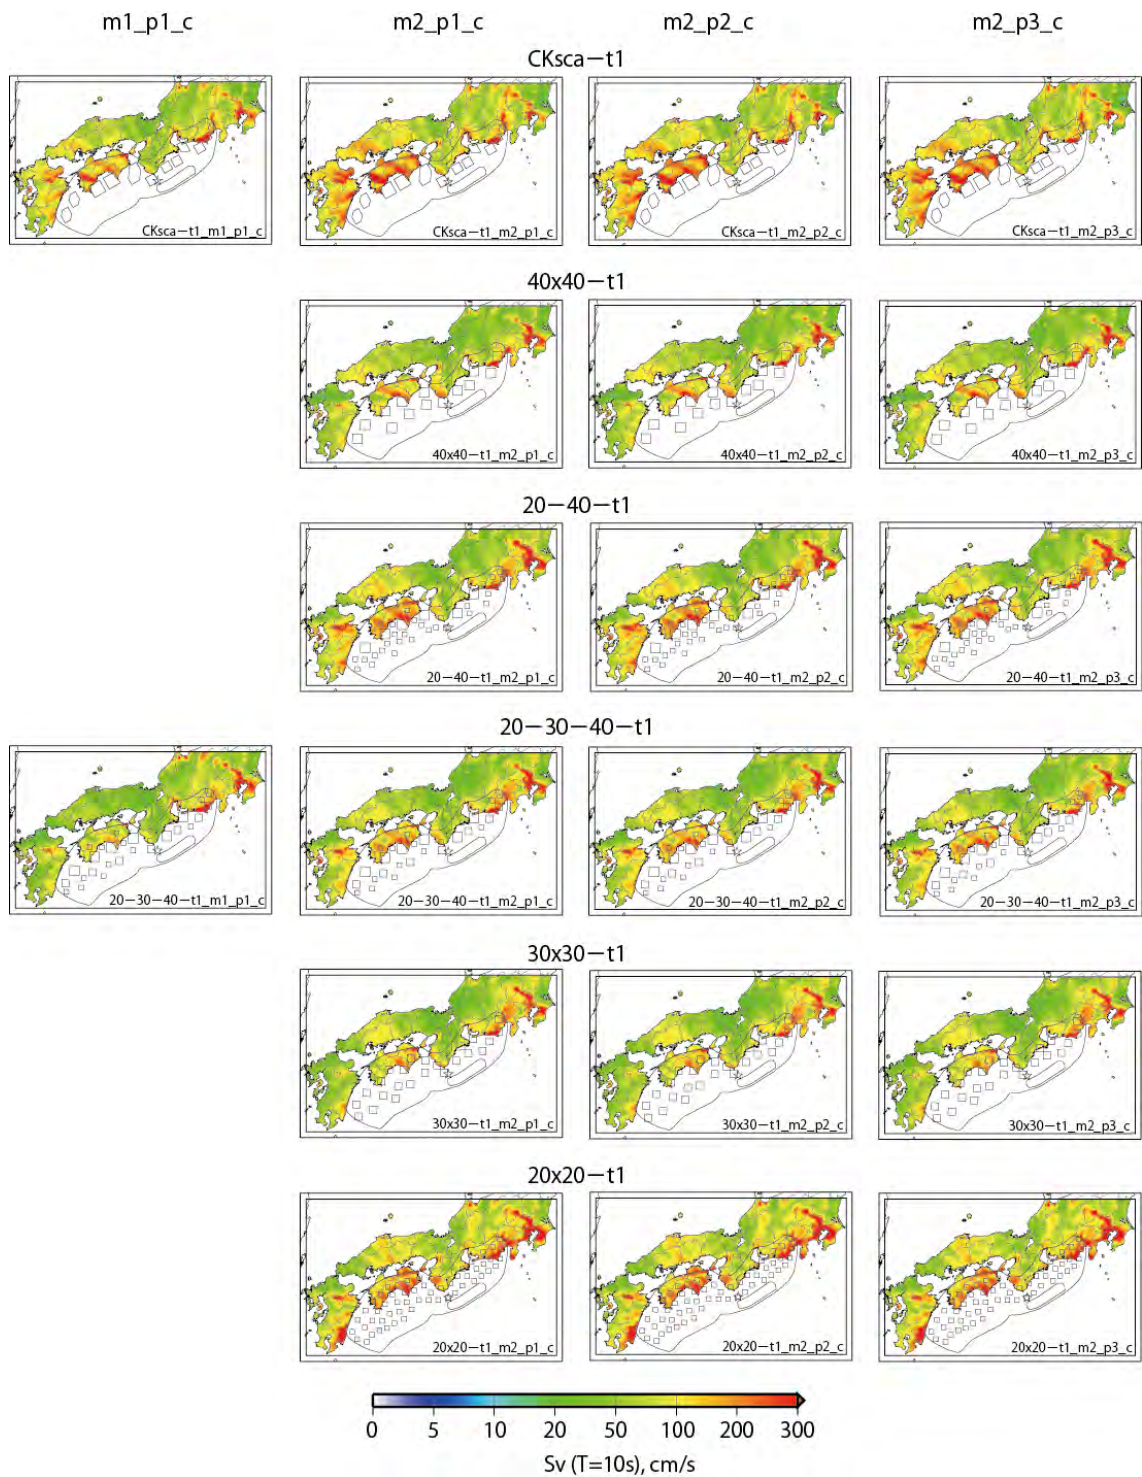 m1_p1_c m2_p1_c m2_p2_c m2_p3_c
CKsca−t1
CKsca−t1_m1_p1_c CKsca−t1_m2_p1_c CKsca−t1_m2_p2_c CKsca−t1_m2_p3_c
40x40−t1
40x40−t1_m2_p1_c 40x40−t1_m2_p2_c 40x40−t1_m2_p3_c
20−40−t1
20−40−t1_m2_p1_c 20−40−t1_m2_p2_c 20−40−t1_m2_p3_c
20−30−40−t1
20−30−40−t1_m1_p1_c 20−30−40−t1_m2_p1_c 20−30−40−t1_m2_p2_c 20−30−40−t1_m2_p3_c
30x30−t1
30x30−t1_m2_p1_c 30x30−t1_m2_p2_c 30x30−t1_m2_p3_c
20x20−t1
20x20−t1_m2_p1_c 20x20−t1_m2_p2_c 20x20−t1_m2_p3_c
0 5 10 20 50 100 200 300
Sv (T=10s), cm/s